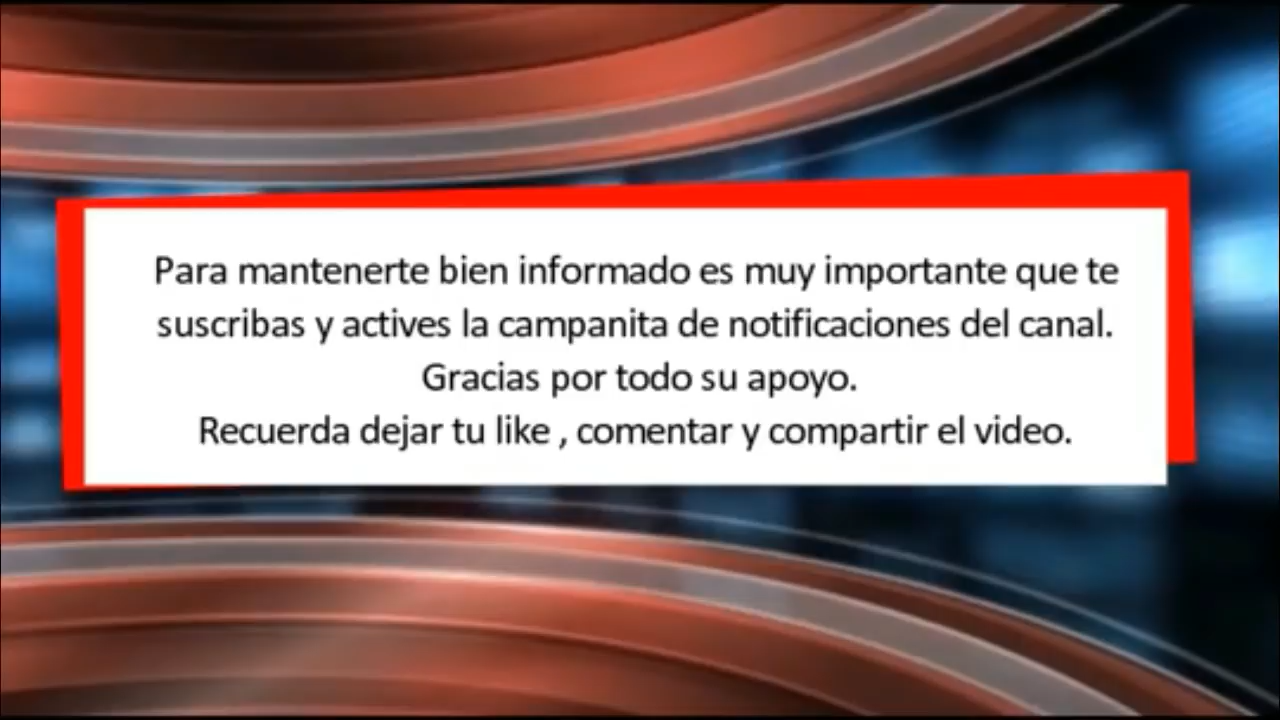 Para mantenerte bien informado es muy importante que te
suscribas y actives la campanita de notificaciones del canal.
Gracias por todo su apoyo.
Recuerda dejar tu like , comentar y compartir el video.